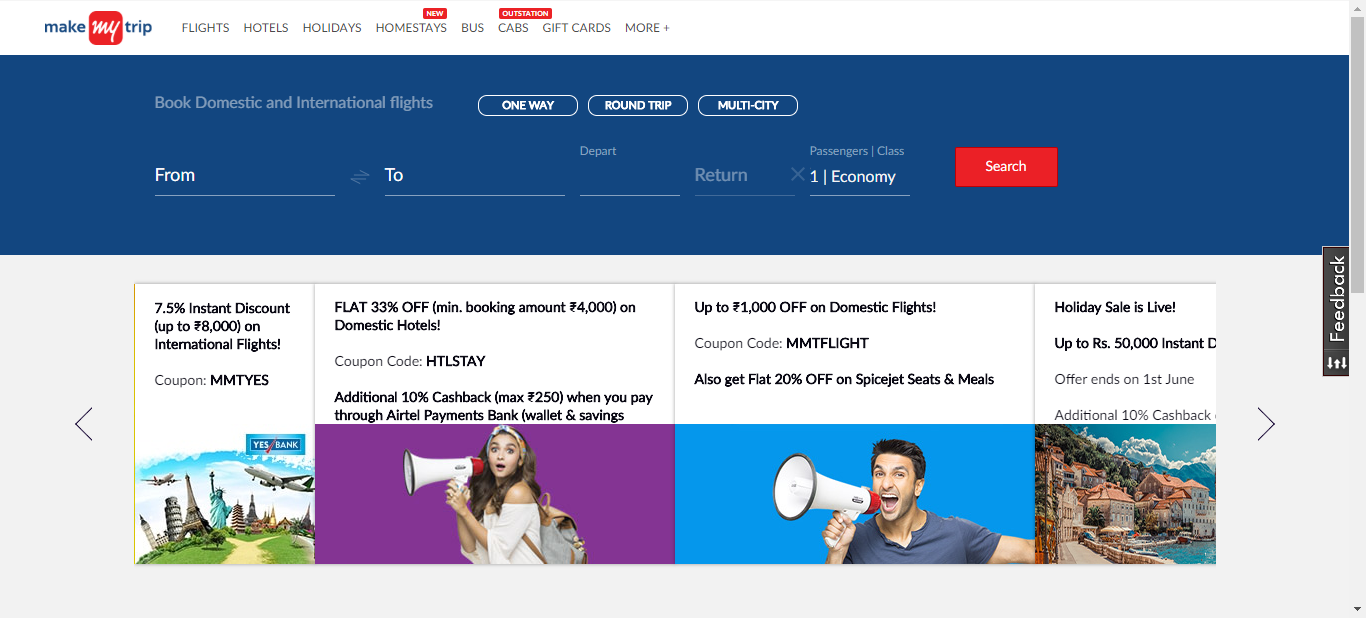 make my trip
NEW
OUTSTATION
FLIGHTS HOTELS HOLIDAYS HOMESTAYS BUS CABS GIFT CARDS MORE +
Book Domestic and International flights
ONE WAY ROUND TRIP MULTI-CITY
Depart
Passengers | Class
From
To
Return
1 | Economy
Search
Feedback
7.5% Instant Discount
(up to ₹8,000) on
International Flights!
Coupon: MMTYES
YES BANK
FLAT 33% OFF (min. booking amount ₹4,000) on
Domestic Hotels!
Coupon Code: HTLSTAY
Additional 10% Cashback (max ₹250) when you pay
through Airtel Payments Bank (wallet & savings
Up to ₹1,000 OFF on Domestic Flights!
Coupon Code: MMTFLIGHT
Also get Flat 20% OFF on Spicejet Seats & Meals
Holiday Sale is Live!
Up to Rs. 50,000 Instant D
Offer ends on 1st June
Additional 10% Cashback